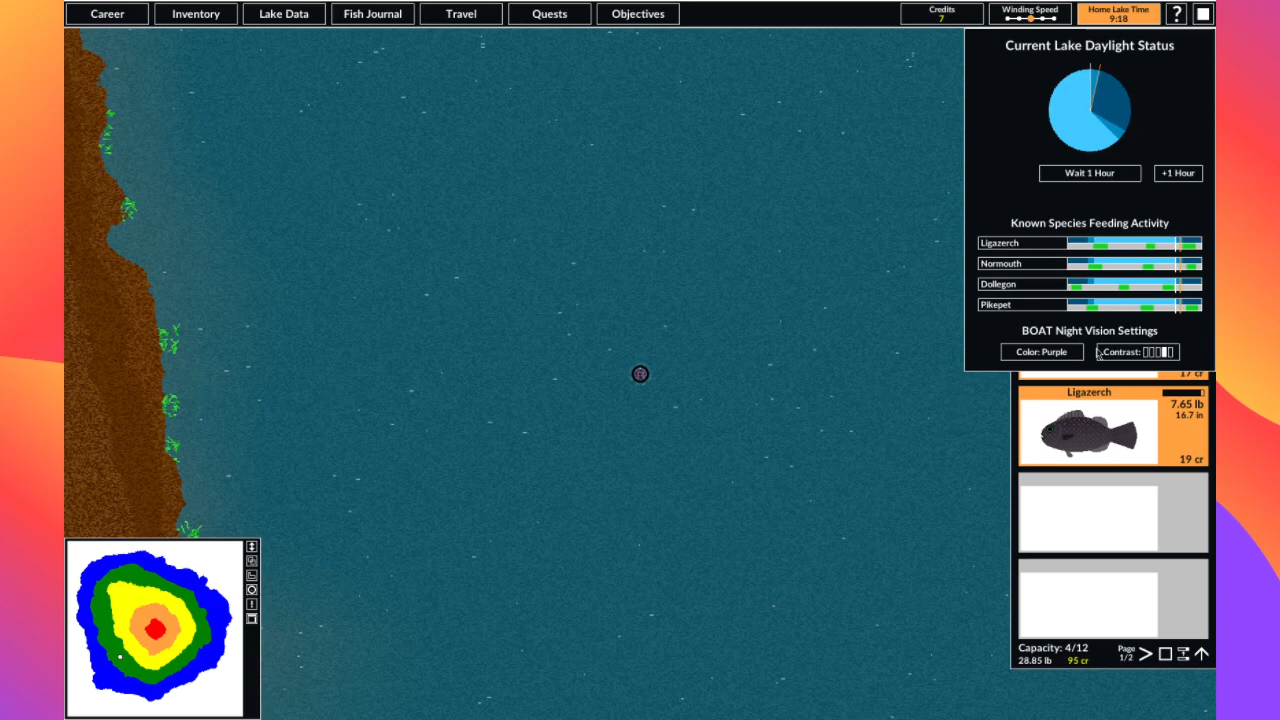 Career
Inventory
Lake Data
Fish Journal
Travel
Quests
Objectives
Credits
7
Winding Speed
Home Lake Time
9:18
?
Current Lake Daylight Status
Wait 1 Hour
+1 Hour
Known Species Feeding Activity
Ligazerch
Normouth
Dollegon
Pikepet
BOAT Night Vision Settings
Color: Purple
Contrast:
17 cr
Ligazerch
7.65 lb
16.7 in
19 cr
Capacity: 4/12
28.85 lb
95 cr
Page
1/2